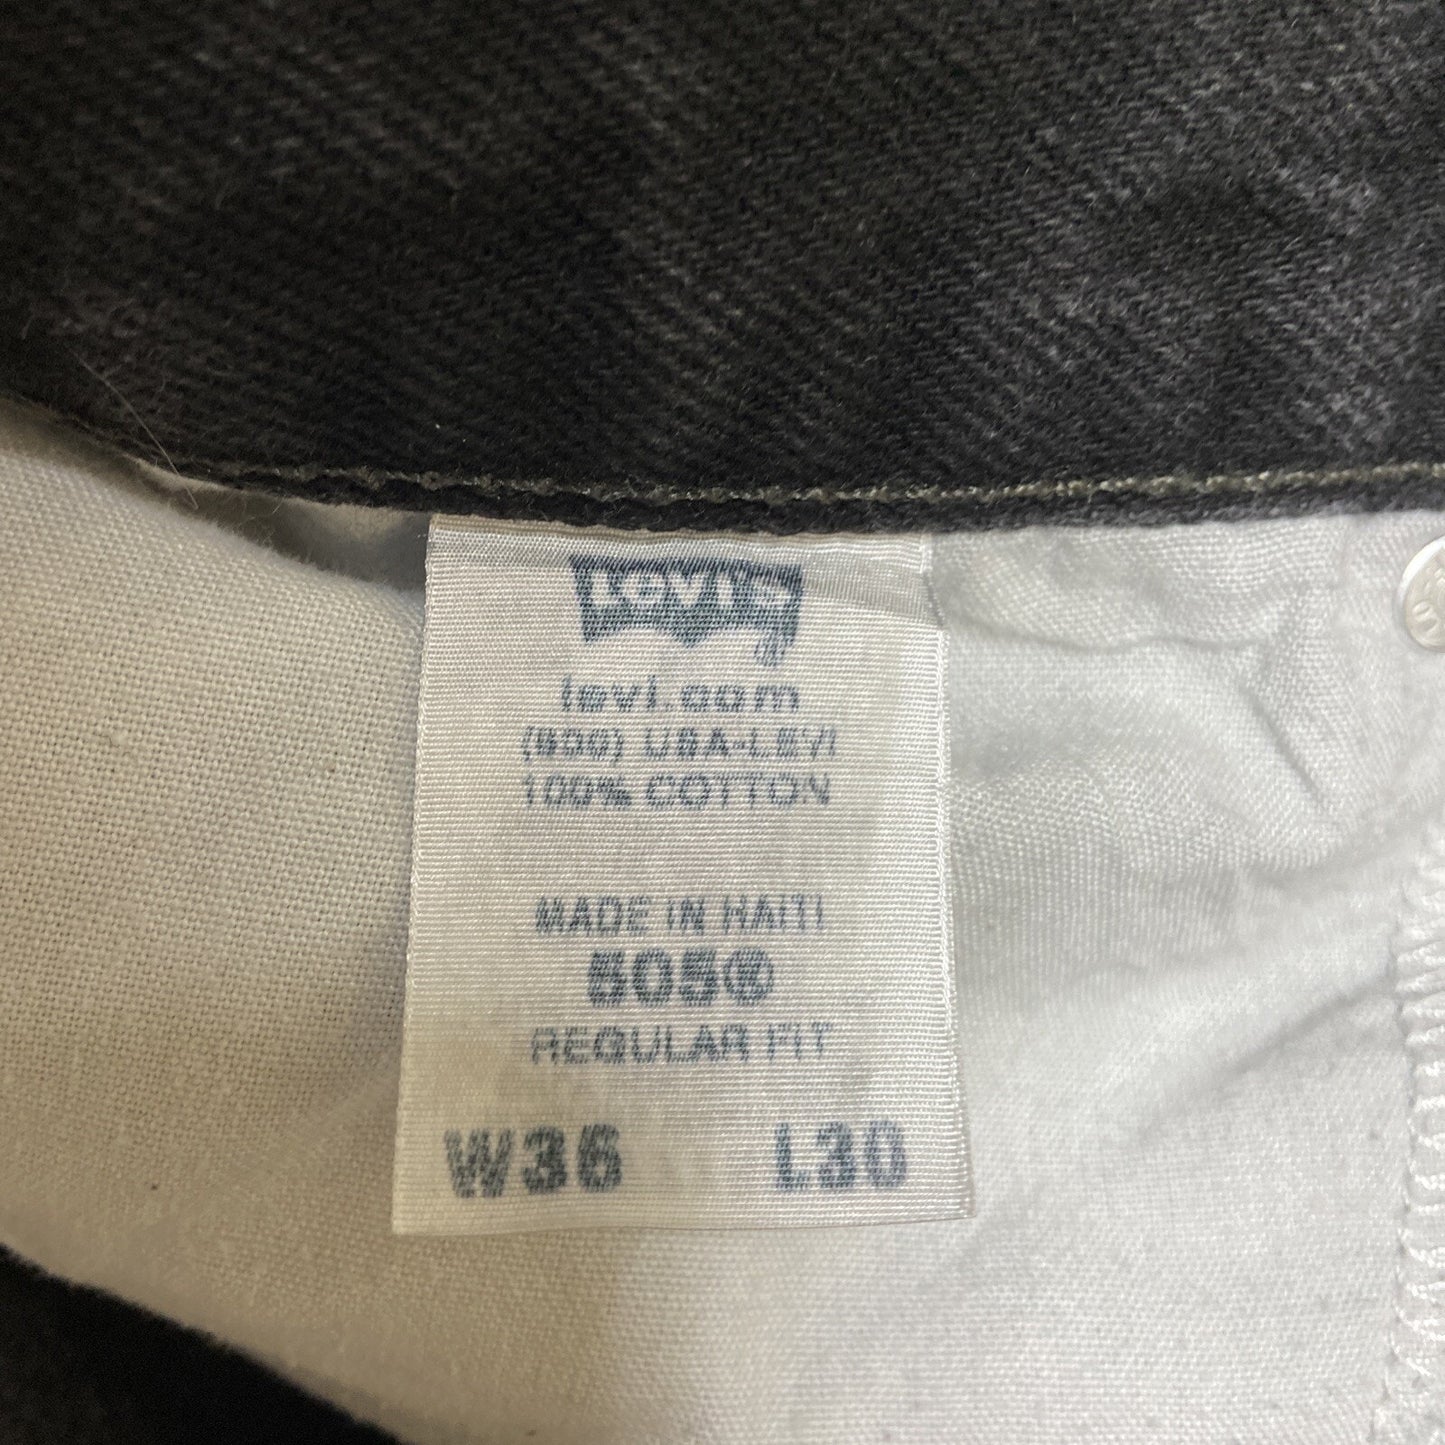 Levi's
levi.com
(800) USA-LEVI
100% COTTON
MADE IN HAITI
505®
REGULAR FIT
W36 L30